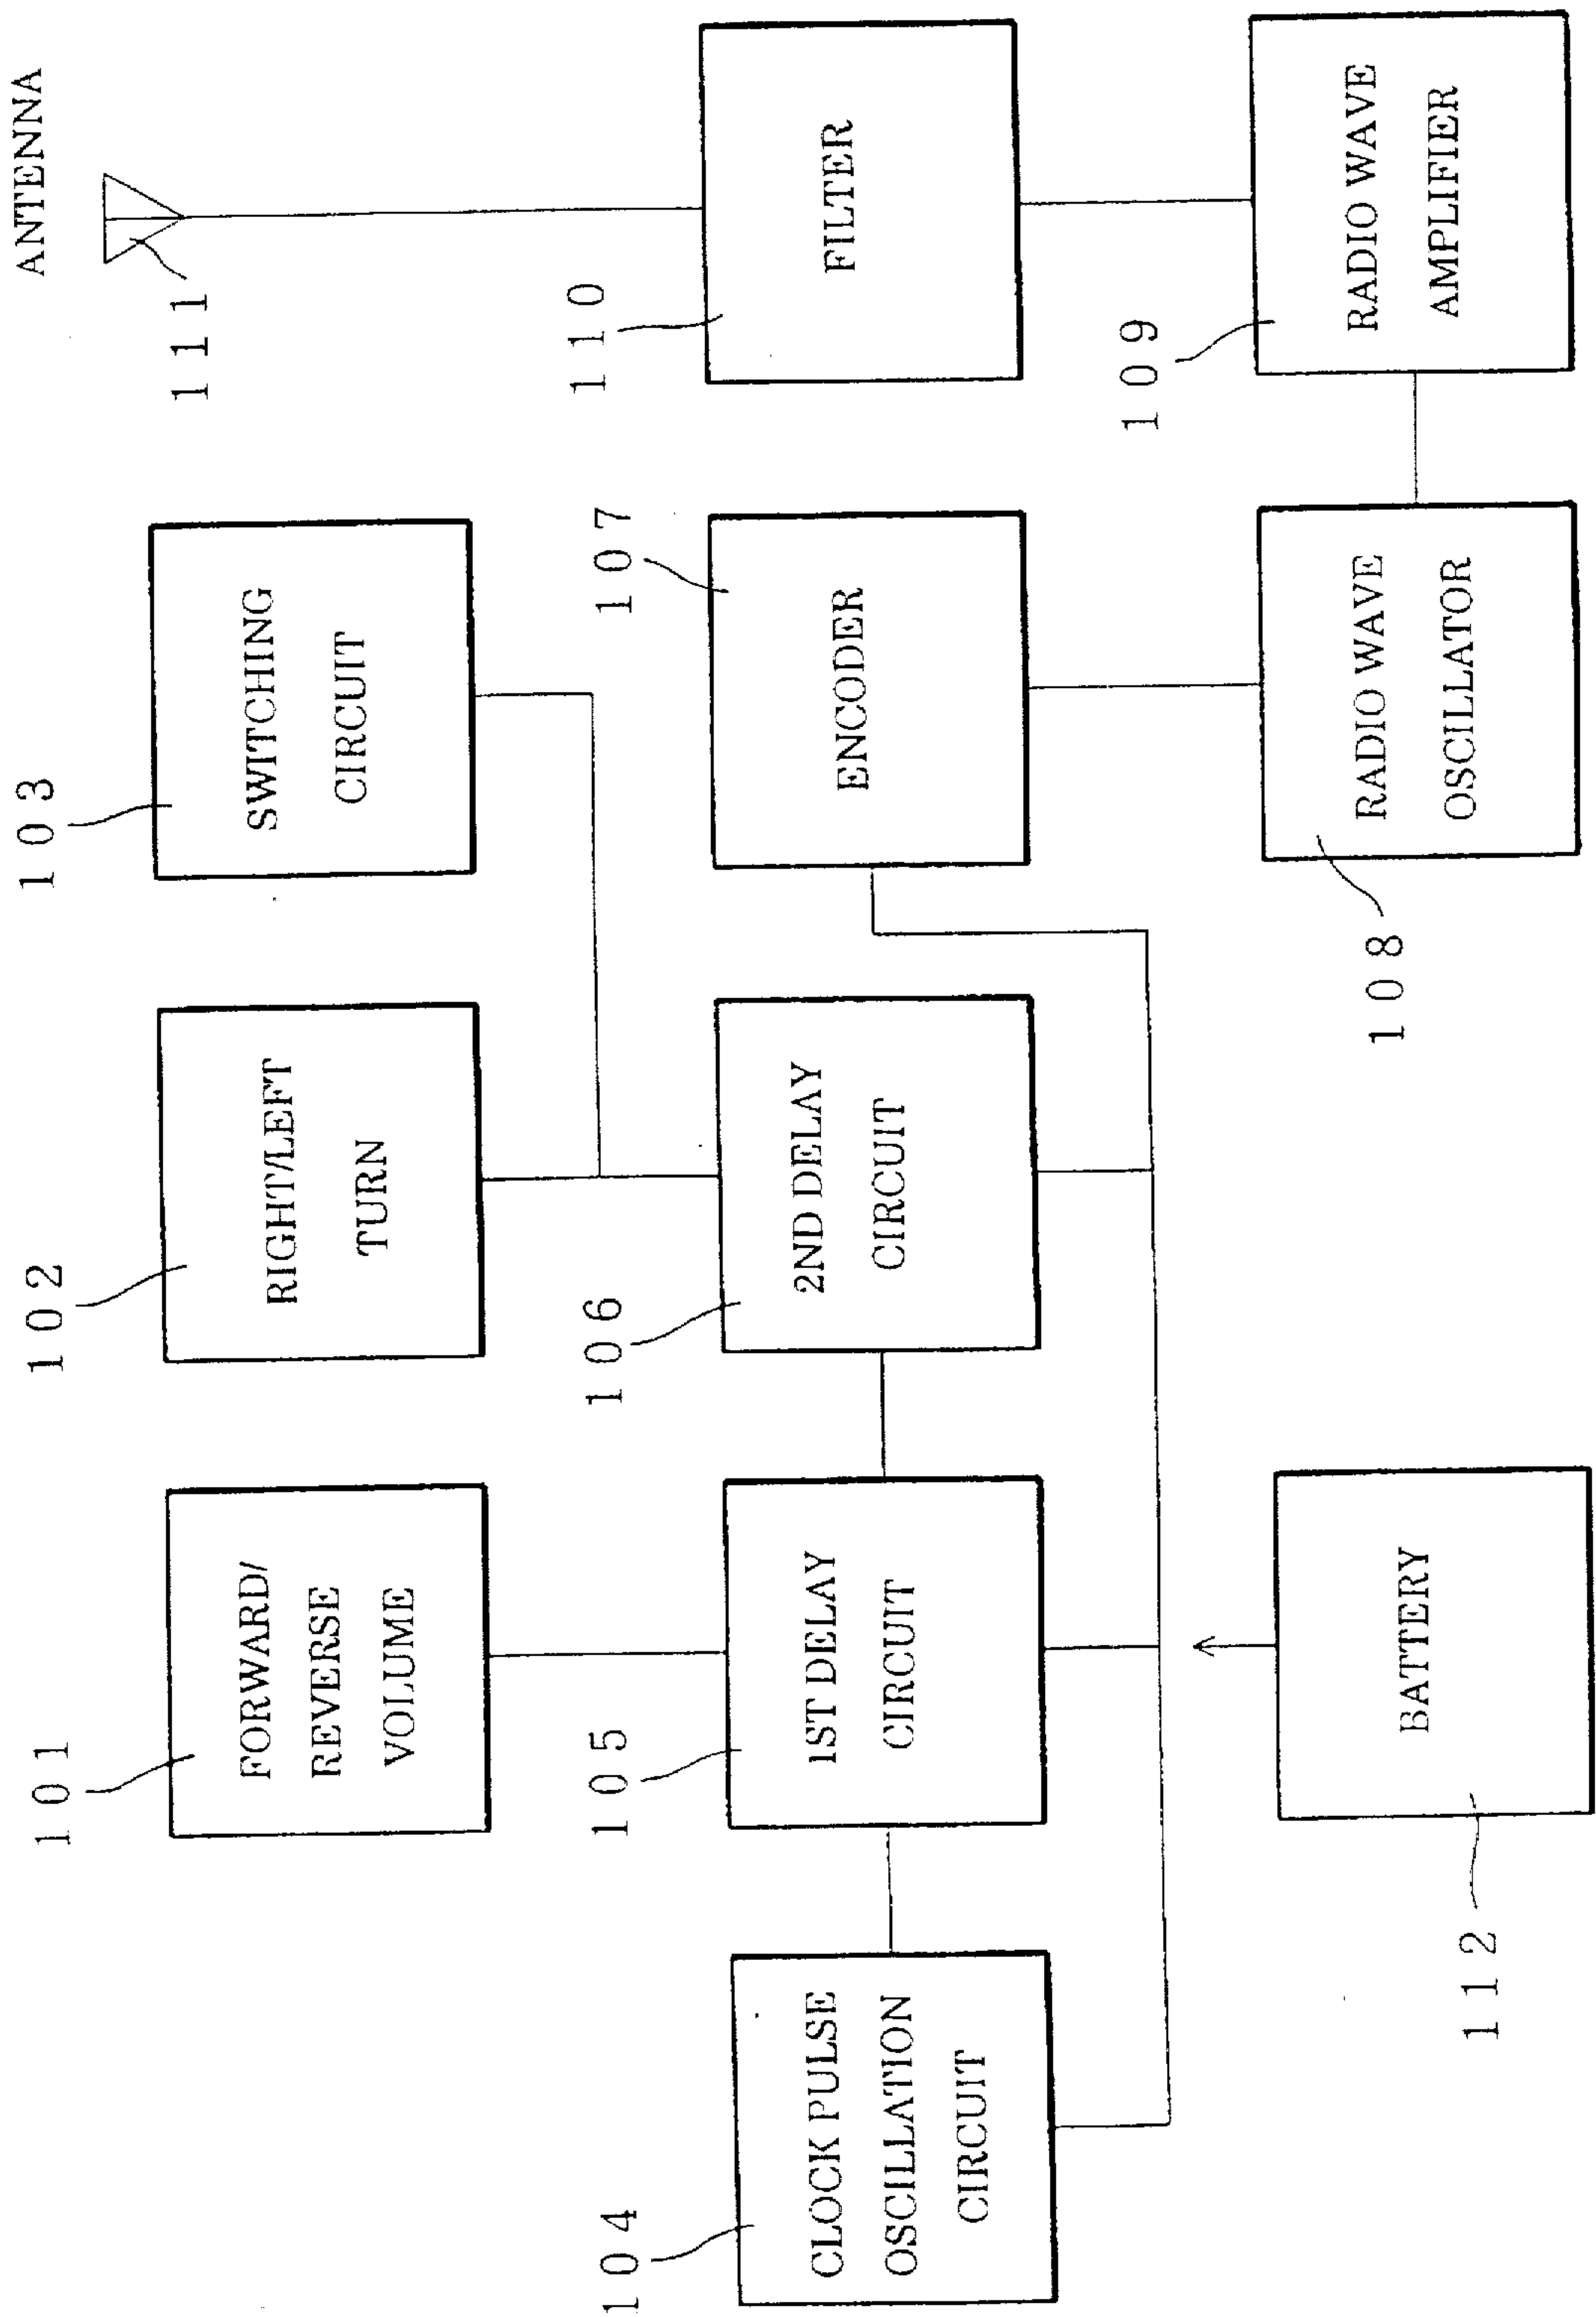 101
FORWARD/
REVERSE
VOLUME
102
RIGHT/LEFT
TURN
103
SWITCHING
CIRCUIT
ANTENNA
111
104
CLOCK PULSE
OSCILLATION
CIRCUIT
105
1ST DELAY
CIRCUIT
106
2ND DELAY
CIRCUIT
107
ENCODER
110
FILTER
112
BATTERY
108
RADIO WAVE
OSCILLATOR
109
RADIO WAVE
AMPLIFIER